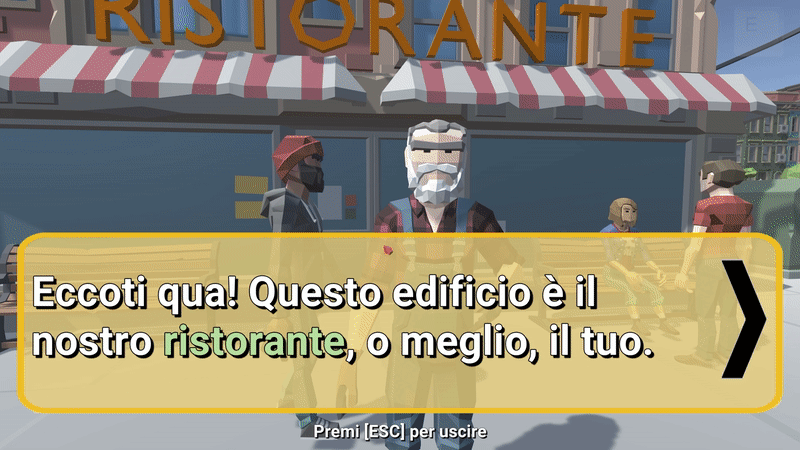 RISTORANTE
Eccoti qua! Questo edificio è il
nostro ristorante, o meglio, il tuo.
Premi [ESC] per uscire